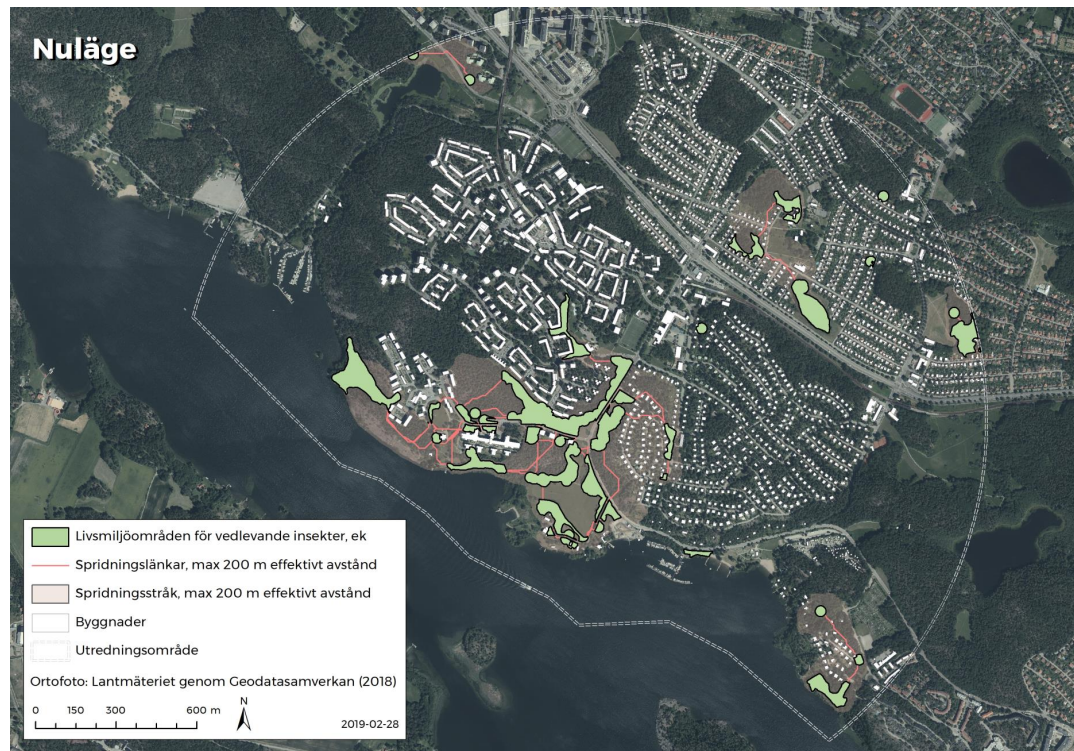 Nuläge
Livsmiljöområden för vedlevande insekter, ek
Spridningslänkar, max 200 m effektivt avstånd
Spridningsstråk, max 200 m effektivt avstånd
Byggnader
Utredningsområde
Ortofoto: Lantmäteriet genom Geodatasamverkan (2018)
0 150 300 600 m
N
2019-02-28